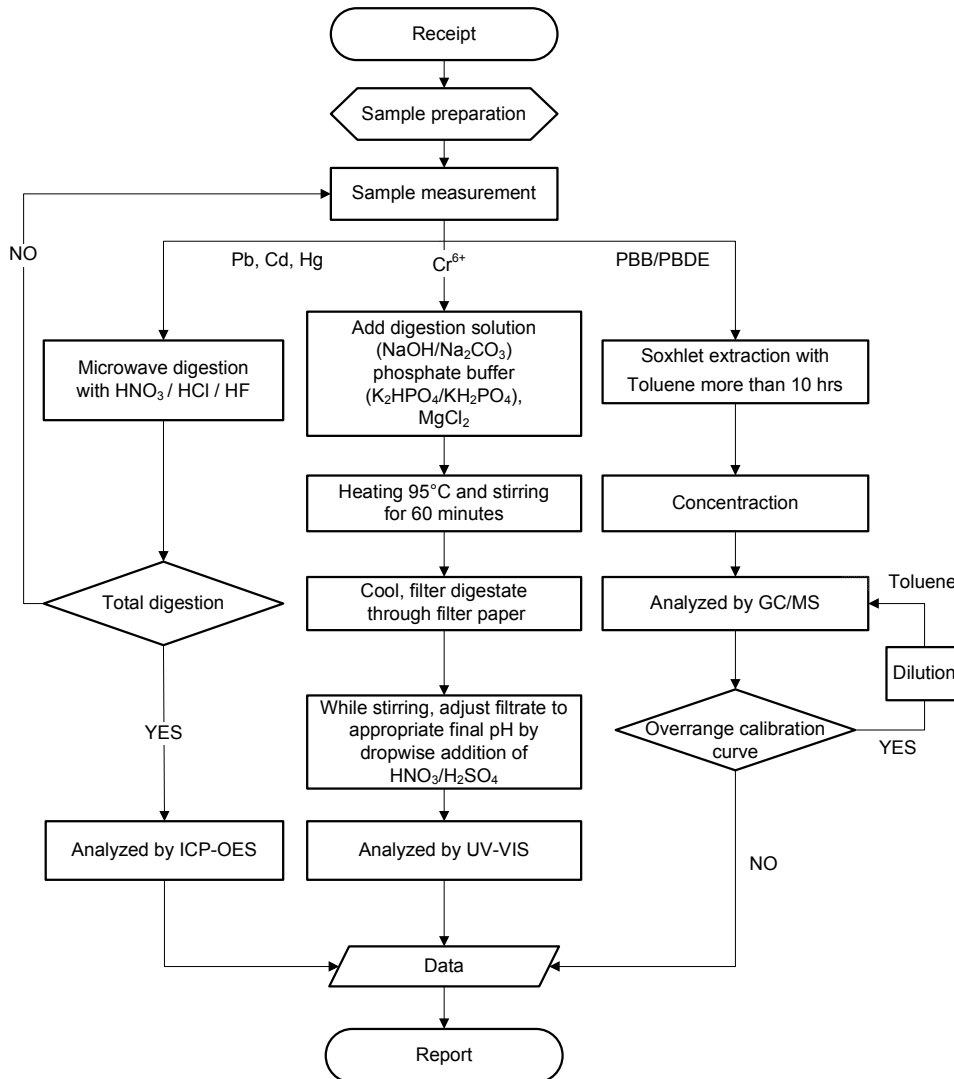 Receipt
Sample preparation
Sample measurement
NO
Pb, Cd, Hg
Cr⁶⁺
PBB/PBDE
Microwave digestion
with HNO₃ / HCl / HF
Add digestion solution
(NaOH/Na₂CO₃)
phosphate buffer
(K₂HPO₄/KH₂PO₄),
MgCl₂
Soxhlet extraction with
Toluene more than 10 hrs
Heating 95°C and stirring
for 60 minutes
Concentraction
Total digestion
Cool, filter digestate
through filter paper
Analyzed by GC/MS
Toluene
Dilution
YES
While stirring, adjust filtrate to
appropriate final pH by
dropwise addition of
HNO₃/H₂SO₄
Overrange calibration
curve
YES
Analyzed by ICP-OES
Analyzed by UV-VIS
NO
Data
Report